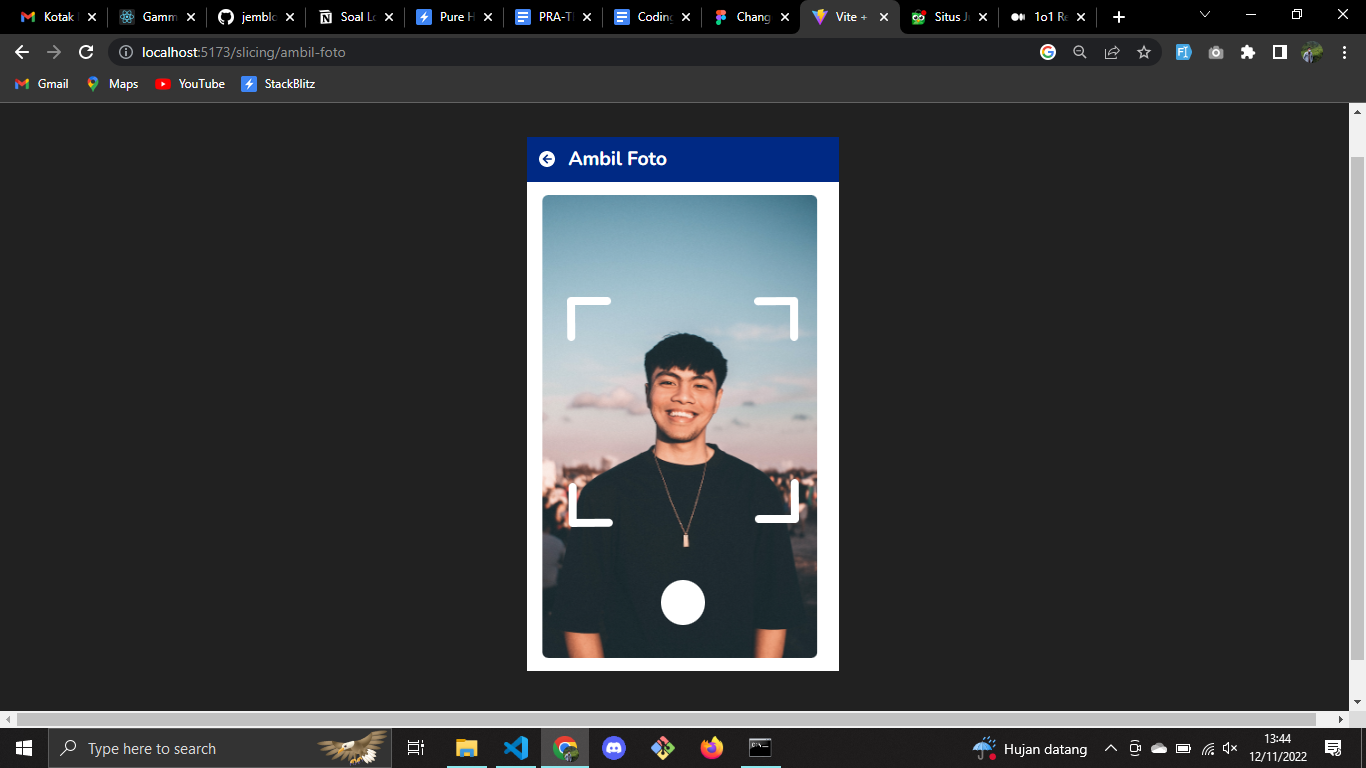 Kotak
Gamm
jemblo
Soal Lo
Pure H
PRA-T
Coding
Chang
Vite +
Situs J
1o1 Re
localhost:5173/slicing/ambil-foto
Gmail
Maps
YouTube
StackBlitz
Ambil Foto
Type here to search
Hujan datang
13:44
12/11/2022